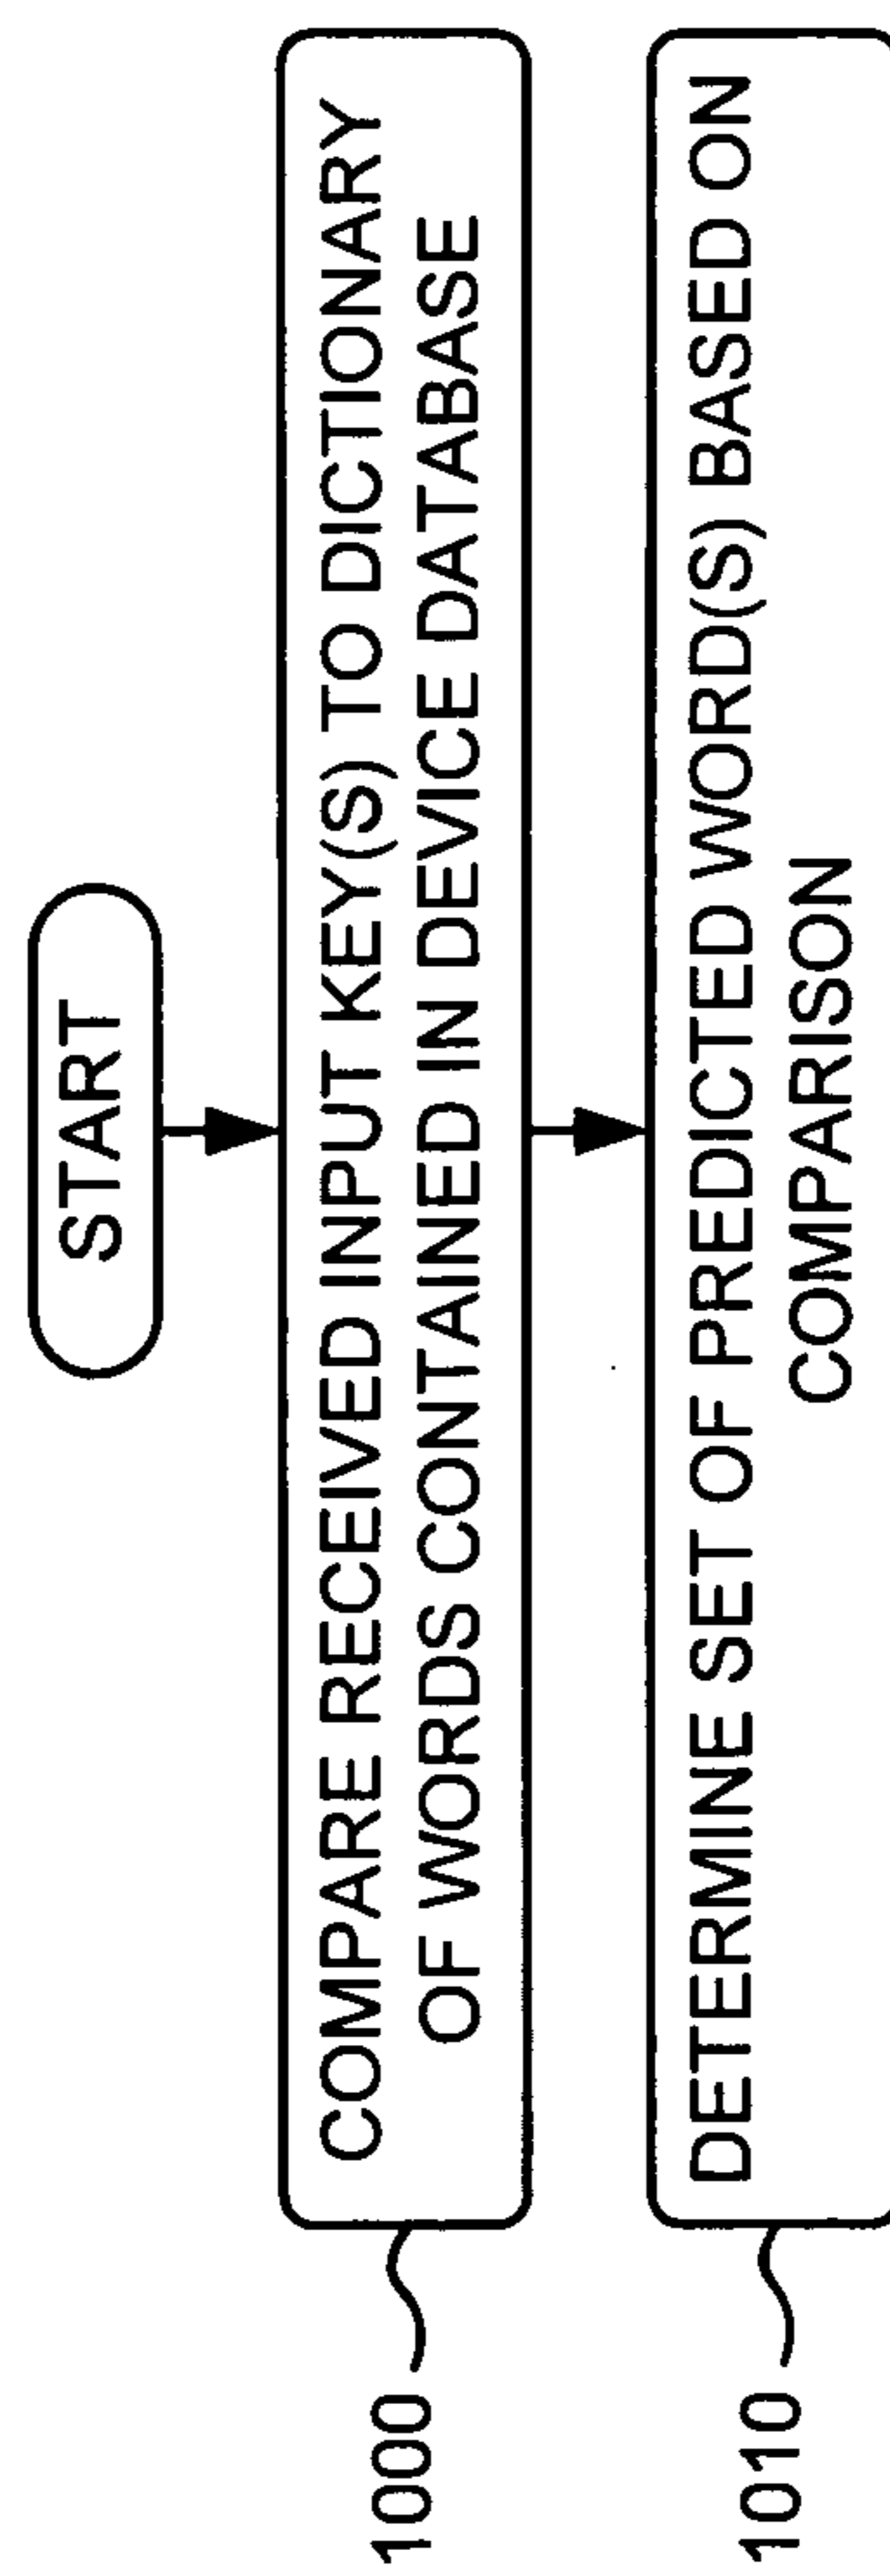 START
COMPARE RECEIVED INPUT KEY(S) TO DICTIONARY
OF WORDS CONTAINED IN DEVICE DATABASE
1000
DETERMINE SET OF PREDICTED WORD(S) BASED ON
COMPARISON
1010